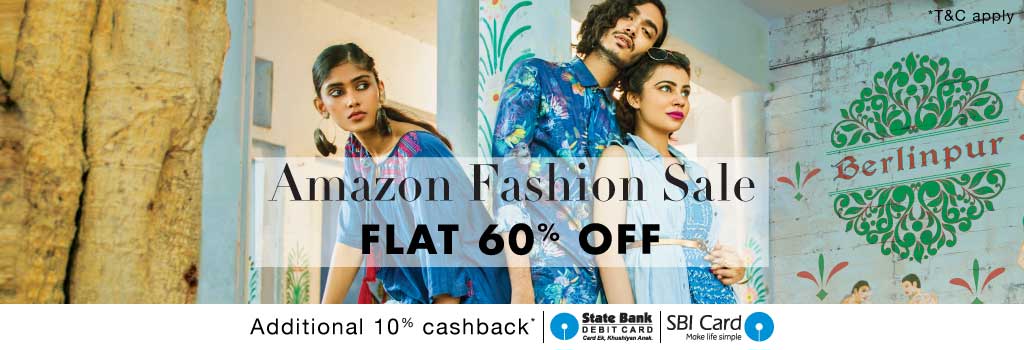 *T&C apply
Berlinpur
Amazon Fashion Sale
FLAT 60% OFF
Additional 10% cashback*
State Bank
DEBIT CARD
Card Ek, Khushiyan Anek.
SBI Card
Make life simple